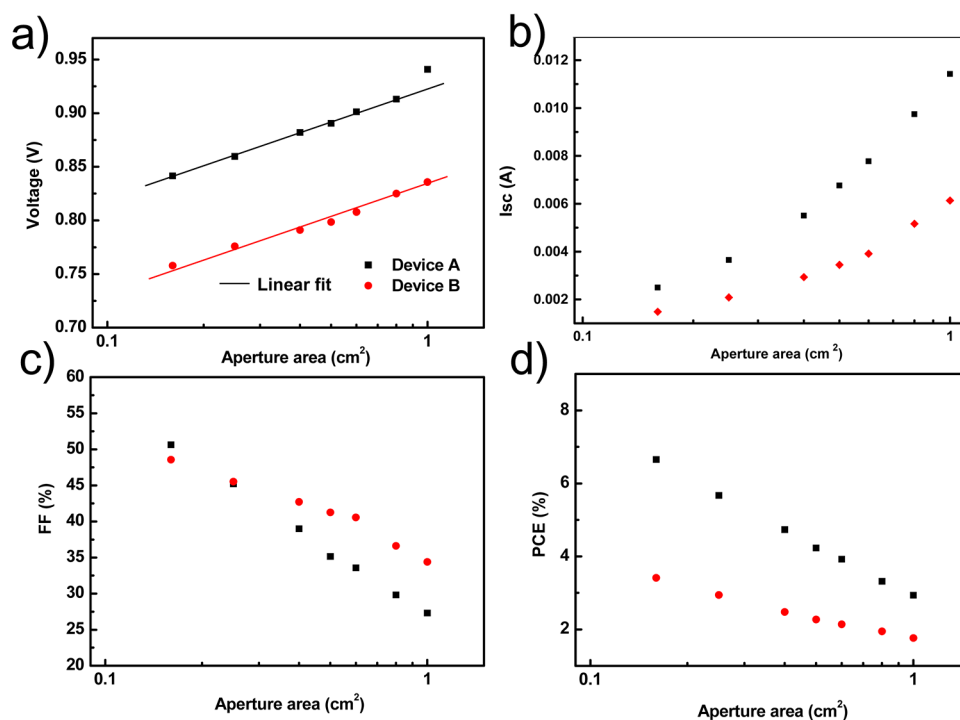 a)
0.95
0.90
0.85
0.80
0.75
0.70
Voltage (V)
0.1
1
Linear fit
Device A
Device B
Aperture area (cm²)
b)
0.012
0.010
0.008
0.006
0.004
0.002
Isc (A)
0.1
1
Aperture area (cm²)
c)
60
55
50
45
40
35
30
25
20
FF (%)
0.1
1
Aperture area (cm²)
d)
8
6
4
2
PCE (%)
0.1
1
Aperture area (cm²)